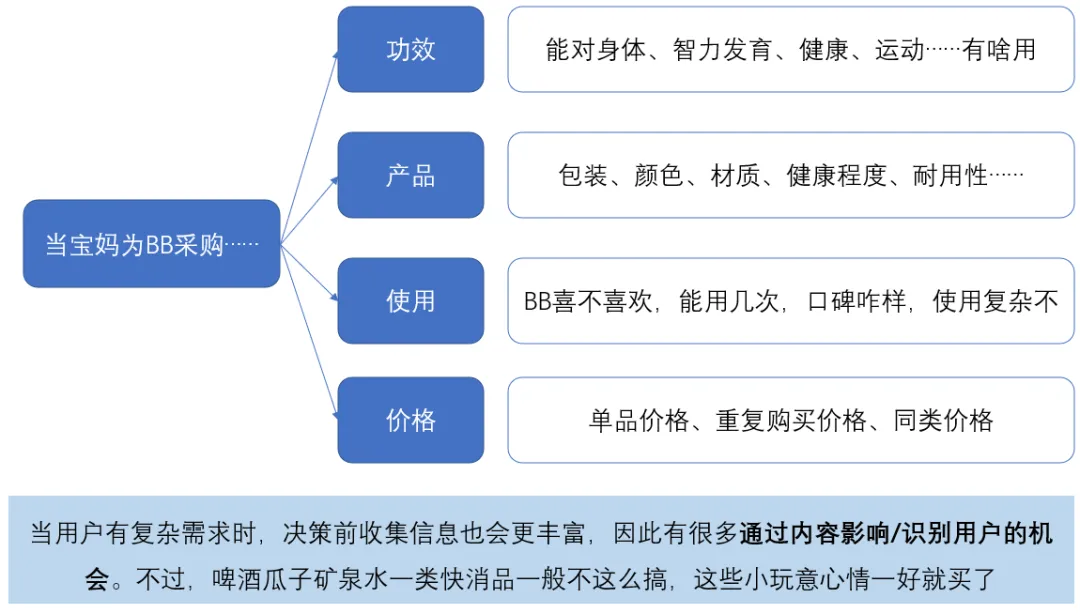 功效
能对身体、智力发育、健康、运动……有啥用
产品
包装、颜色、材质、健康程度、耐用性……
当宝妈为BB采购……
使用
BB喜不喜欢，能用几次，口碑咋样，使用复杂不
价格
单品价格、重复购买价格、同类价格
当用户有复杂需求时，决策前收集信息也会更丰富，因此有很多通过内容影响/识别用户的机
会。不过，啤酒瓜子矿泉水一类快消品一般不这么搞，这些小玩意心情一好就买了